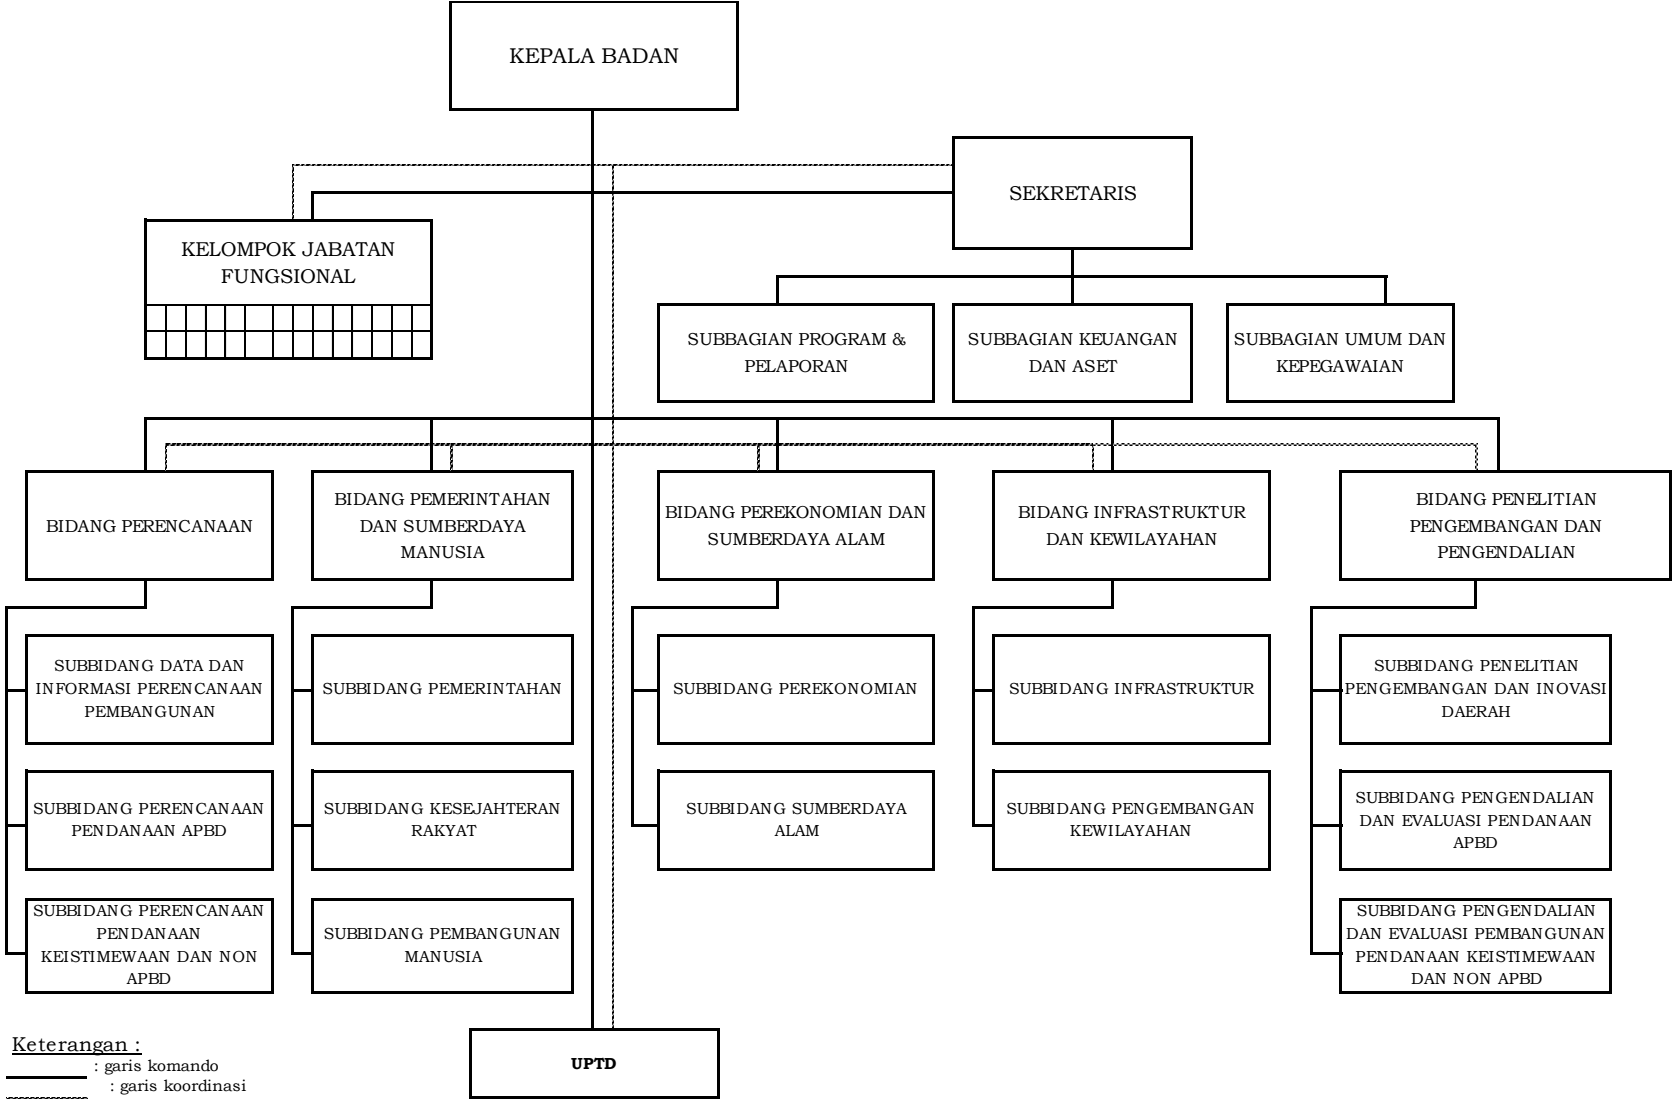 KEPALA BADAN
SEKRETARIS
KELOMPOK JABATAN
FUNGSIONAL
SUBBAGIAN PROGRAM &
PELAPORAN
SUBBAGIAN KEUANGAN
DAN ASET
SUBBAGIAN UMUM DAN
KEPEGAWAIAN
BIDANG PERENCANAAN
BIDANG PEMERINTAHAN
DAN SUMBERDAYA
MANUSIA
BIDANG PEREKONOMIAN DAN
SUMBERDAYA ALAM
BIDANG INFRASTRUKTUR
DAN KEWILAYAHAN
BIDANG PENELITIAN
PENGEMBANGAN DAN
PENGENDALIAN
SUBBIDANG DATA DAN
INFORMASI PERENCANAAN
PEMBANGUNAN
SUBBIDANG PEMERINTAHAN
SUBBIDANG PEREKONOMIAN
SUBBIDANG INFRASTRUKTUR
SUBBIDANG PENELITIAN
PENGEMBANGAN DAN INOVASI
DAERAH
SUBBIDANG PERENCANAAN
PENDANAAN APBD
SUBBIDANG KESEJAHTERAN
RAKYAT
SUBBIDANG SUMBERDAYA
ALAM
SUBBIDANG PENGEMBANGAN
KEWILAYAHAN
SUBBIDANG PENGENDALIAN
DAN EVALUASI PENDANAAN
APBD
SUBBIDANG PERENCANAAN
PENDANAAN
KEISTIMEWAAN DAN NON
APBD
SUBBIDANG PEMBANGUNAN
MANUSIA
SUBBIDANG PENGENDALIAN
DAN EVALUASI PEMBANGUNAN
PENDANAAN KEISTIMEWAAN
DAN NON APBD
UPTD
Keterangan :
: garis komando
: garis koordinasi